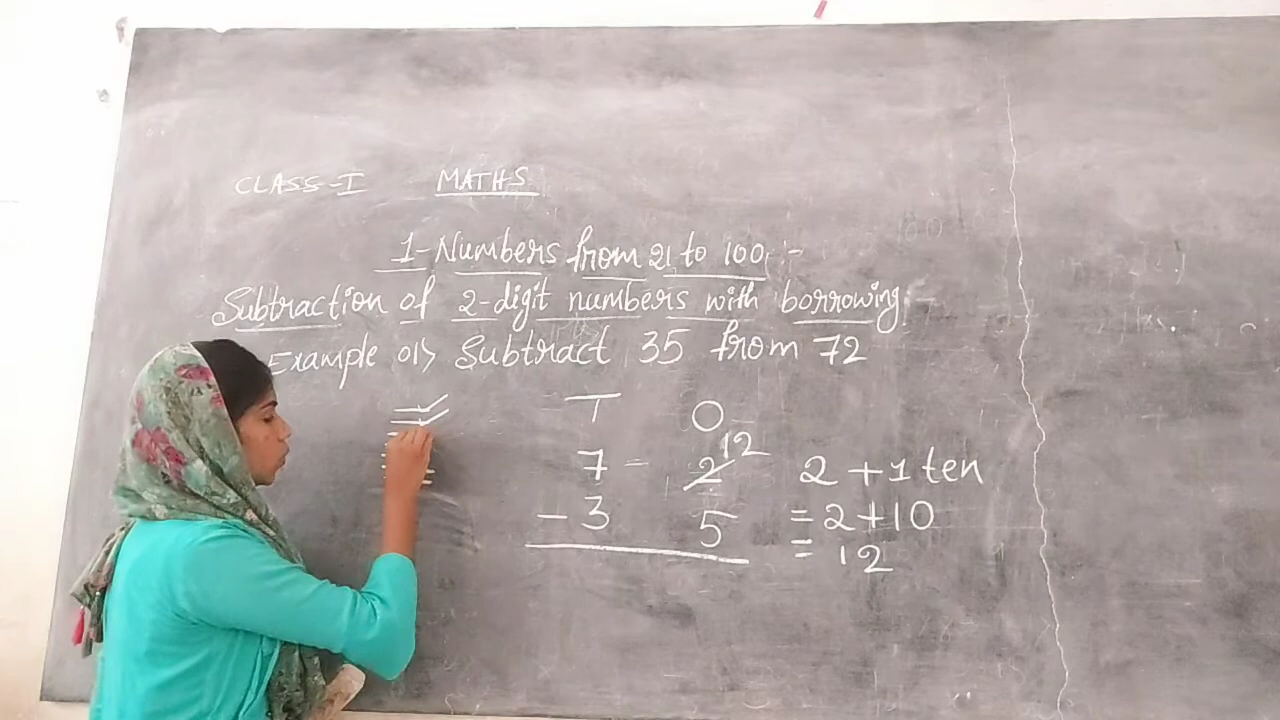 CLASS-I MATHS
1-Numbers from 21 to 100:-
Subtraction of 2-digit numbers with borrowing:-
Example 01> Subtract 35 from 72
T O
12
7 - 2 2 + 1 ten
- 3 5 = 2+10
= 12